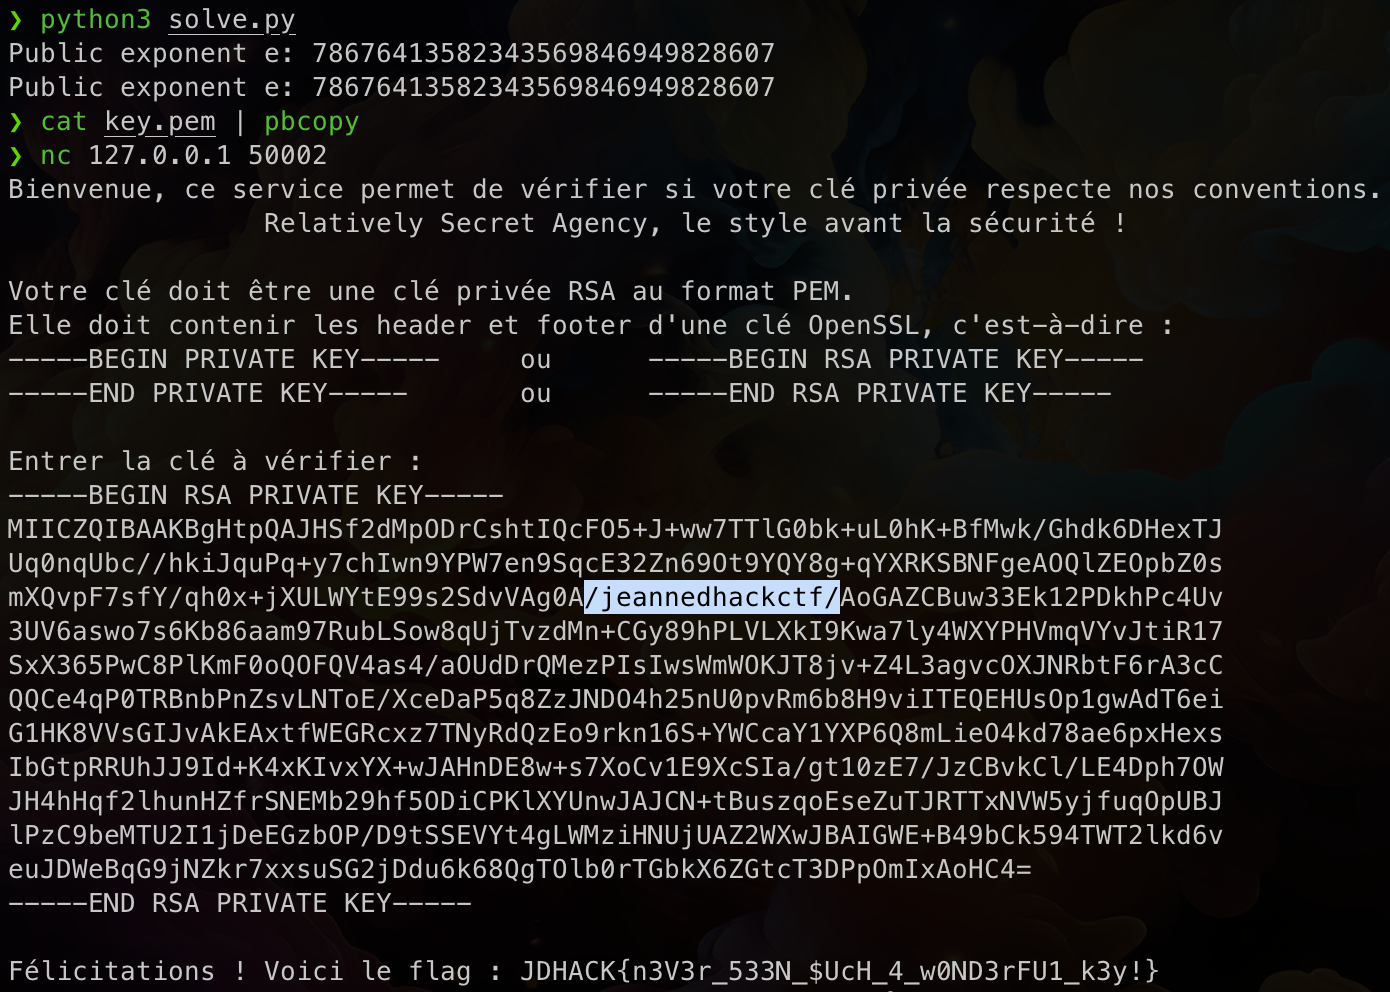 ❯ python3 solve.py
Public exponent e: 78676413582343569846949828607
Public exponent e: 78676413582343569846949828607
❯ cat key.pem | pbcopy
❯ nc 127.0.0.1 50002
Bienvenue, ce service permet de vérifier si votre clé privée respecte nos conventions.
Relatively Secret Agency, le style avant la sécurité !
Votre clé doit être une clé privée RSA au format PEM.
Elle doit contenir les header et footer d'une clé OpenSSL, c'est-à-dire :
-----BEGIN PRIVATE KEY----- ou -----BEGIN RSA PRIVATE KEY-----
-----END PRIVATE KEY----- ou -----END RSA PRIVATE KEY-----
Entrer la clé à vérifier :
-----BEGIN RSA PRIVATE KEY-----
MIICZQIBAAKBgHtpQAJHSf2dMpODrCshtIQcFO5+J+ww7TTlG0bk+uL0hK+BfMwk/Ghdk6DHexTJ
Uq0nqUbc//hkiJquPq+y7chIwn9YPW7en9SqcE32Zn69Ot9YQY8g+qYXRKSBNFgeAOQlZEOpbZ0s
mXQvpF7sfY/qh0x+jXULWYtE99s2SdvVAg0A/jeannedhackctf/AoGAZCBuw33Ek12PDkhPc4Uv
3UV6aswo7s6Kb86aam97RubLSow8qUjTvzdMn+CGy89hPLVLXkI9Kwa7ly4WXYPHVmqVYvJtiR17
SxX365PwC8PlKmF0oQOFQV4as4/aOUdDrQMezPIsIwsWmWOKJT8jv+Z4L3agvcOXJNRbtF6rA3cC
QQCe4qP0TRBnbPnZsvLNToE/XceDaP5q8ZzJNDO4h25nU0pvRm6b8H9viITEQEHUsOp1gwAdT6ei
G1HK8VVsGIJvAkEAxtfWEGRcxz7TNyRdQzEo9rkn16S+YWCcaY1YXP6Q8mLieO4kd78ae6pxHexs
IbGtpRRUhJJ9Id+K4xKIvxYX+wJAHnDE8w+s7XoCv1E9XcSIa/gt10zE7/JzCBvkCl/LE4Dph7OW
JH4hHqf2lhunHZfrSNEMb29hf5ODiCPKlXYUnwJAJCN+tBuszqoEseZuTJRTTxNVW5yjfuqOpUBJ
lPzC9beMTU2I1jDeEGzbOP/D9tSSEVYt4gLWMziHNUjUAZ2WXwJBAIGWE+B49bCk594TWT2lkd6v
euJDWeBqG9jNZkr7xxsuSG2jDdu6k68QgTOlb0rTGbkX6ZGtcT3DPpOmIxAoHC4=
-----END RSA PRIVATE KEY-----
Félicitations ! Voici le flag : JDHACK{n3V3r_533N_$UcH_4_w0ND3rFU1_k3y!}